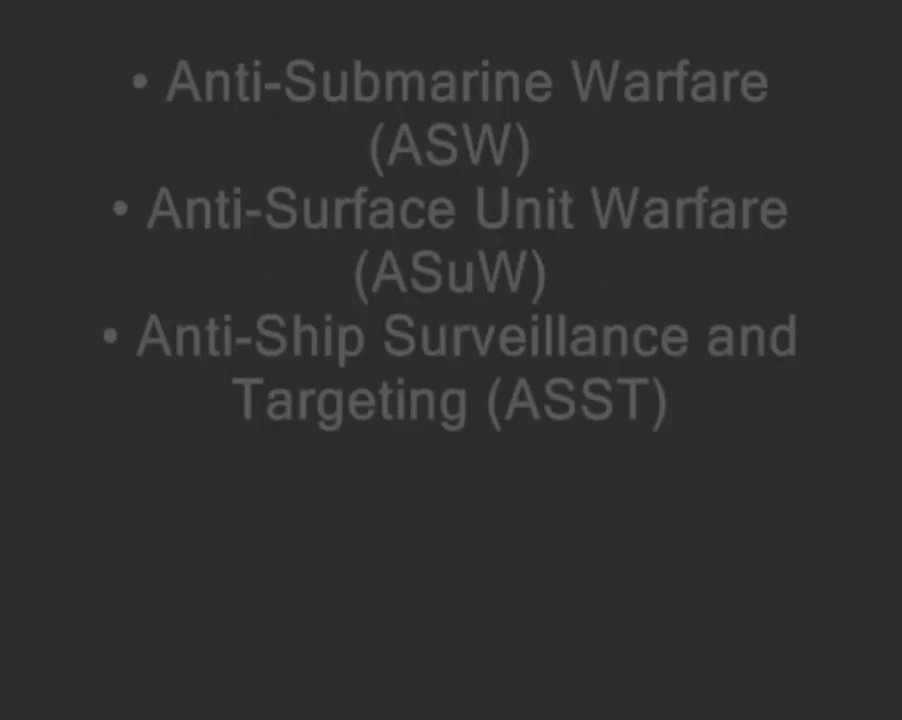 • Anti-Submarine Warfare
(ASW)
• Anti-Surface Unit Warfare
(ASuW)
• Anti-Ship Surveillance and
Targeting (ASST)